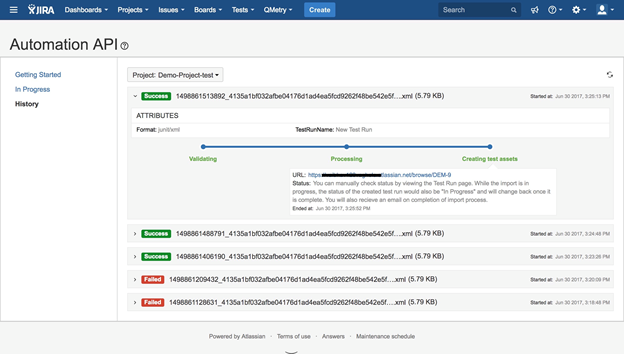 JIRA Dashboards Projects Issues Boards Tests QMetry Create Search
Automation API
Getting Started
In Progress
History
Project: Demo-Project-test
Success 1498861513892_4135a1bf032afbe04176d1ad4ea5fcd9262f48be542e5f....xml (5.79 KB) Started at: Jun 30 2017, 3:25:13 PM
ATTRIBUTES
Format: junit/xml TestRunName: New Test Run
Validating Processing Creating test assets
URL: https tlassian.net/browse/DEM-9
Status: You can manually check status by viewing the Test Run page. While the import is in
progress, the status of the created test run would also be "In Progress" and will change back once it
is complete. You will also recieve an email on completion of import process.
Ended at: Jun 30 2017, 3:25:52 PM
Success 1498861488791_4135a1bf032afbe04176d1ad4ea5fcd9262f48be542e5f....xml (5.79 KB) Started at: Jun 30 2017, 3:24:48 PM
Success 1498861406190_4135a1bf032afbe04176d1ad4ea5fcd9262f48be542e5f....xml (5.79 KB) Started at: Jun 30 2017, 3:23:26 PM
Failed 1498861209432_4135a1bf032afbe04176d1ad4ea5fcd9262f48be542e5f....xml (5.79 KB) Started at: Jun 30 2017, 3:20:09 PM
Failed 1498861128631_4135a1bf032afbe04176d1ad4ea5fcd9262f48be542e5f....xml (5.79 KB) Started at: Jun 30 2017, 3:18:48 PM
Powered by Atlassian · Terms of use · Answers · Maintenance schedule